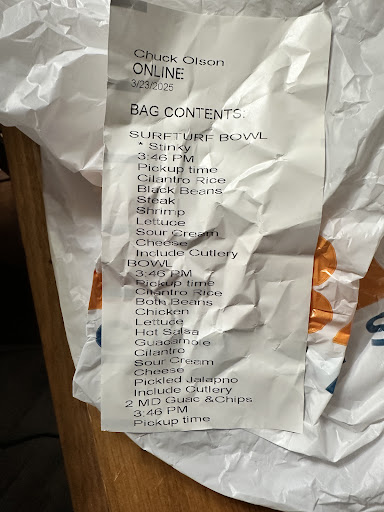 Chuck Olson
ONLINE
3/23/2025
BAG CONTENTS:
SURFTURF BOWL
* Stinky
3:46 PM
Pickup time
Cilantro Rice
Black Beans
Steak
Shrimp
Lettuce
Sour Cream
Cheese
Include Cutlery
BOWL
3:46 PM
Pickup time
Cilantro Rice
Both Beans
Chicken
Lettuce
Hot Salsa
Guacamole
Cilantro
Sour Cream
Cheese
Pickled Jalapno
Include Cutlery
2 MD Guac &Chips
3:46 PM
Pickup time